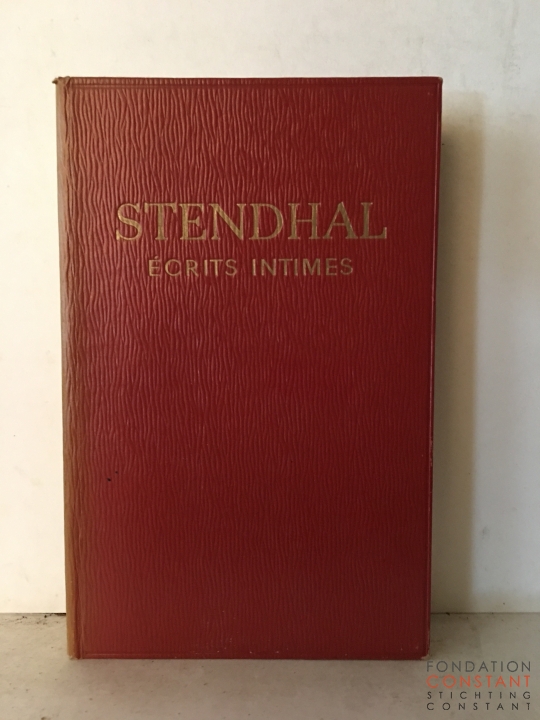 STENDHAL
ÉCRITS INTIMES
FONDATION
CONSTANT
STICHTING
CONSTANT